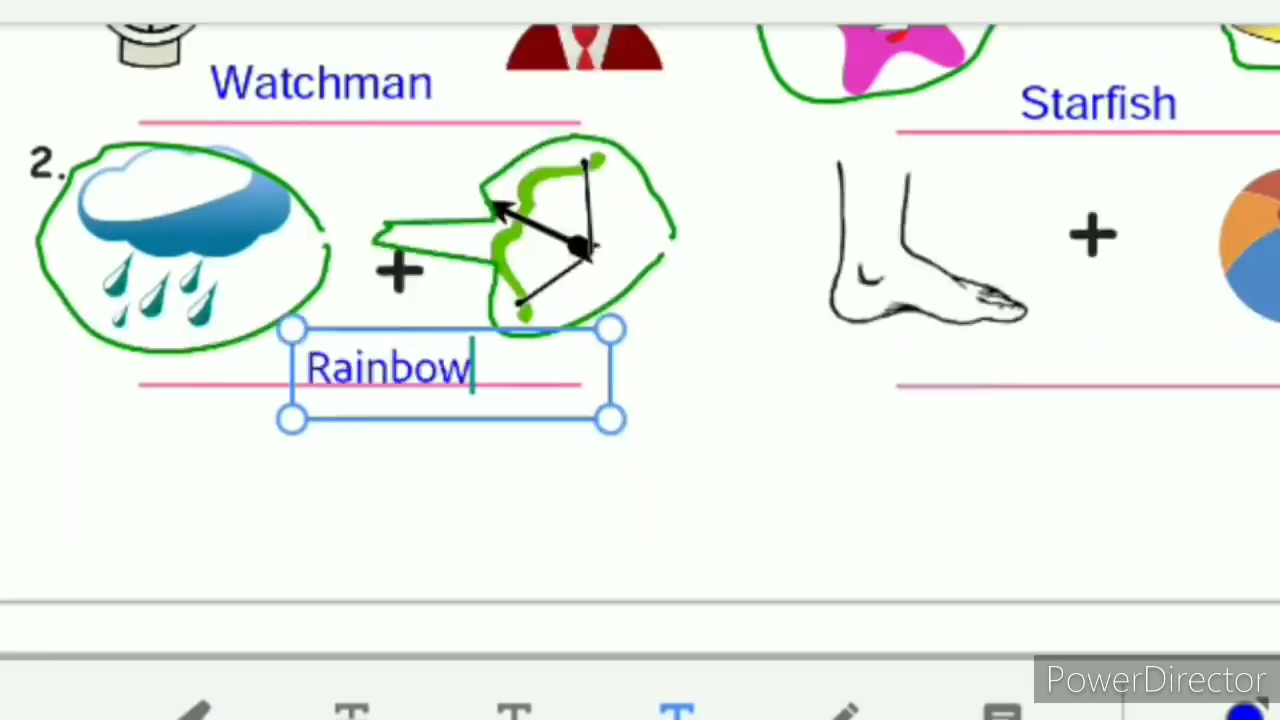 Watchman
Starfish
2.
+
+
Rainbow
T T T
PowerDirector